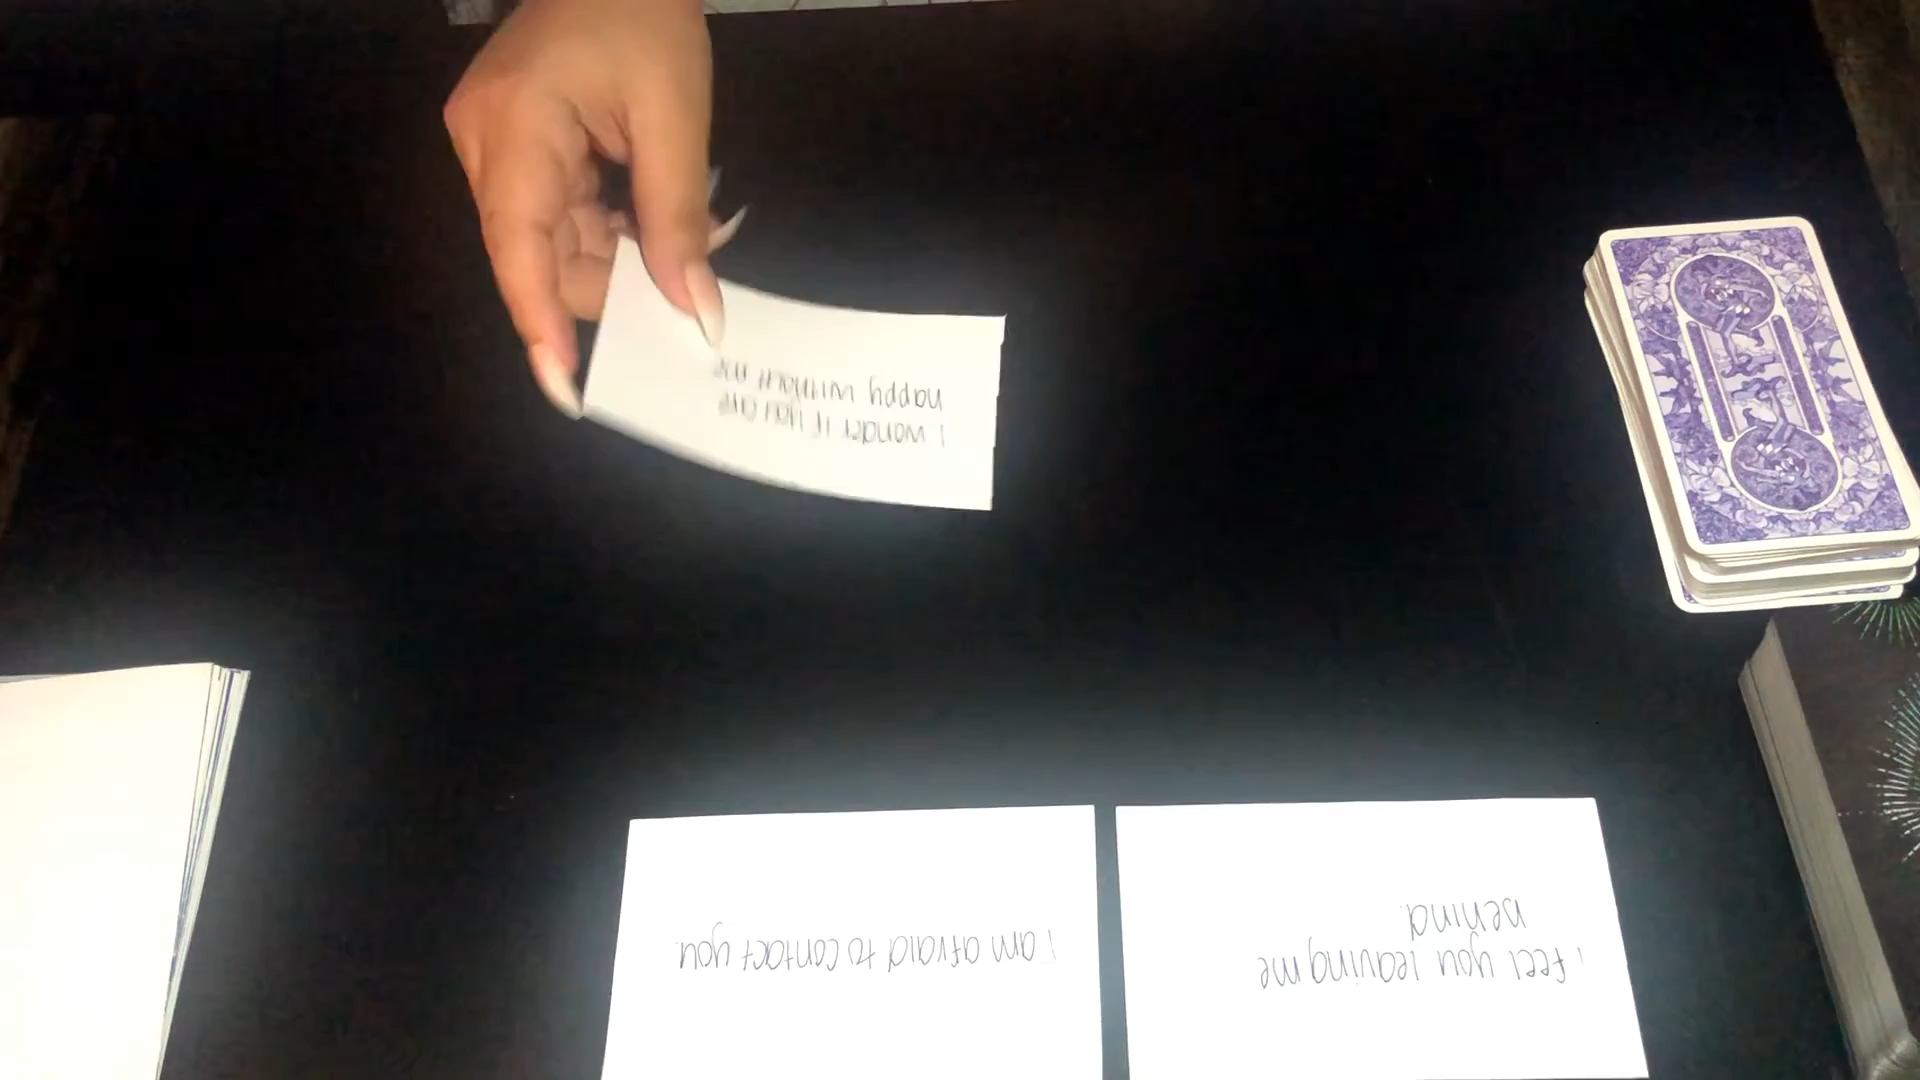 I wonder if you are
happy without me
I feel you leaving me
behind.
I am afraid to contact you.